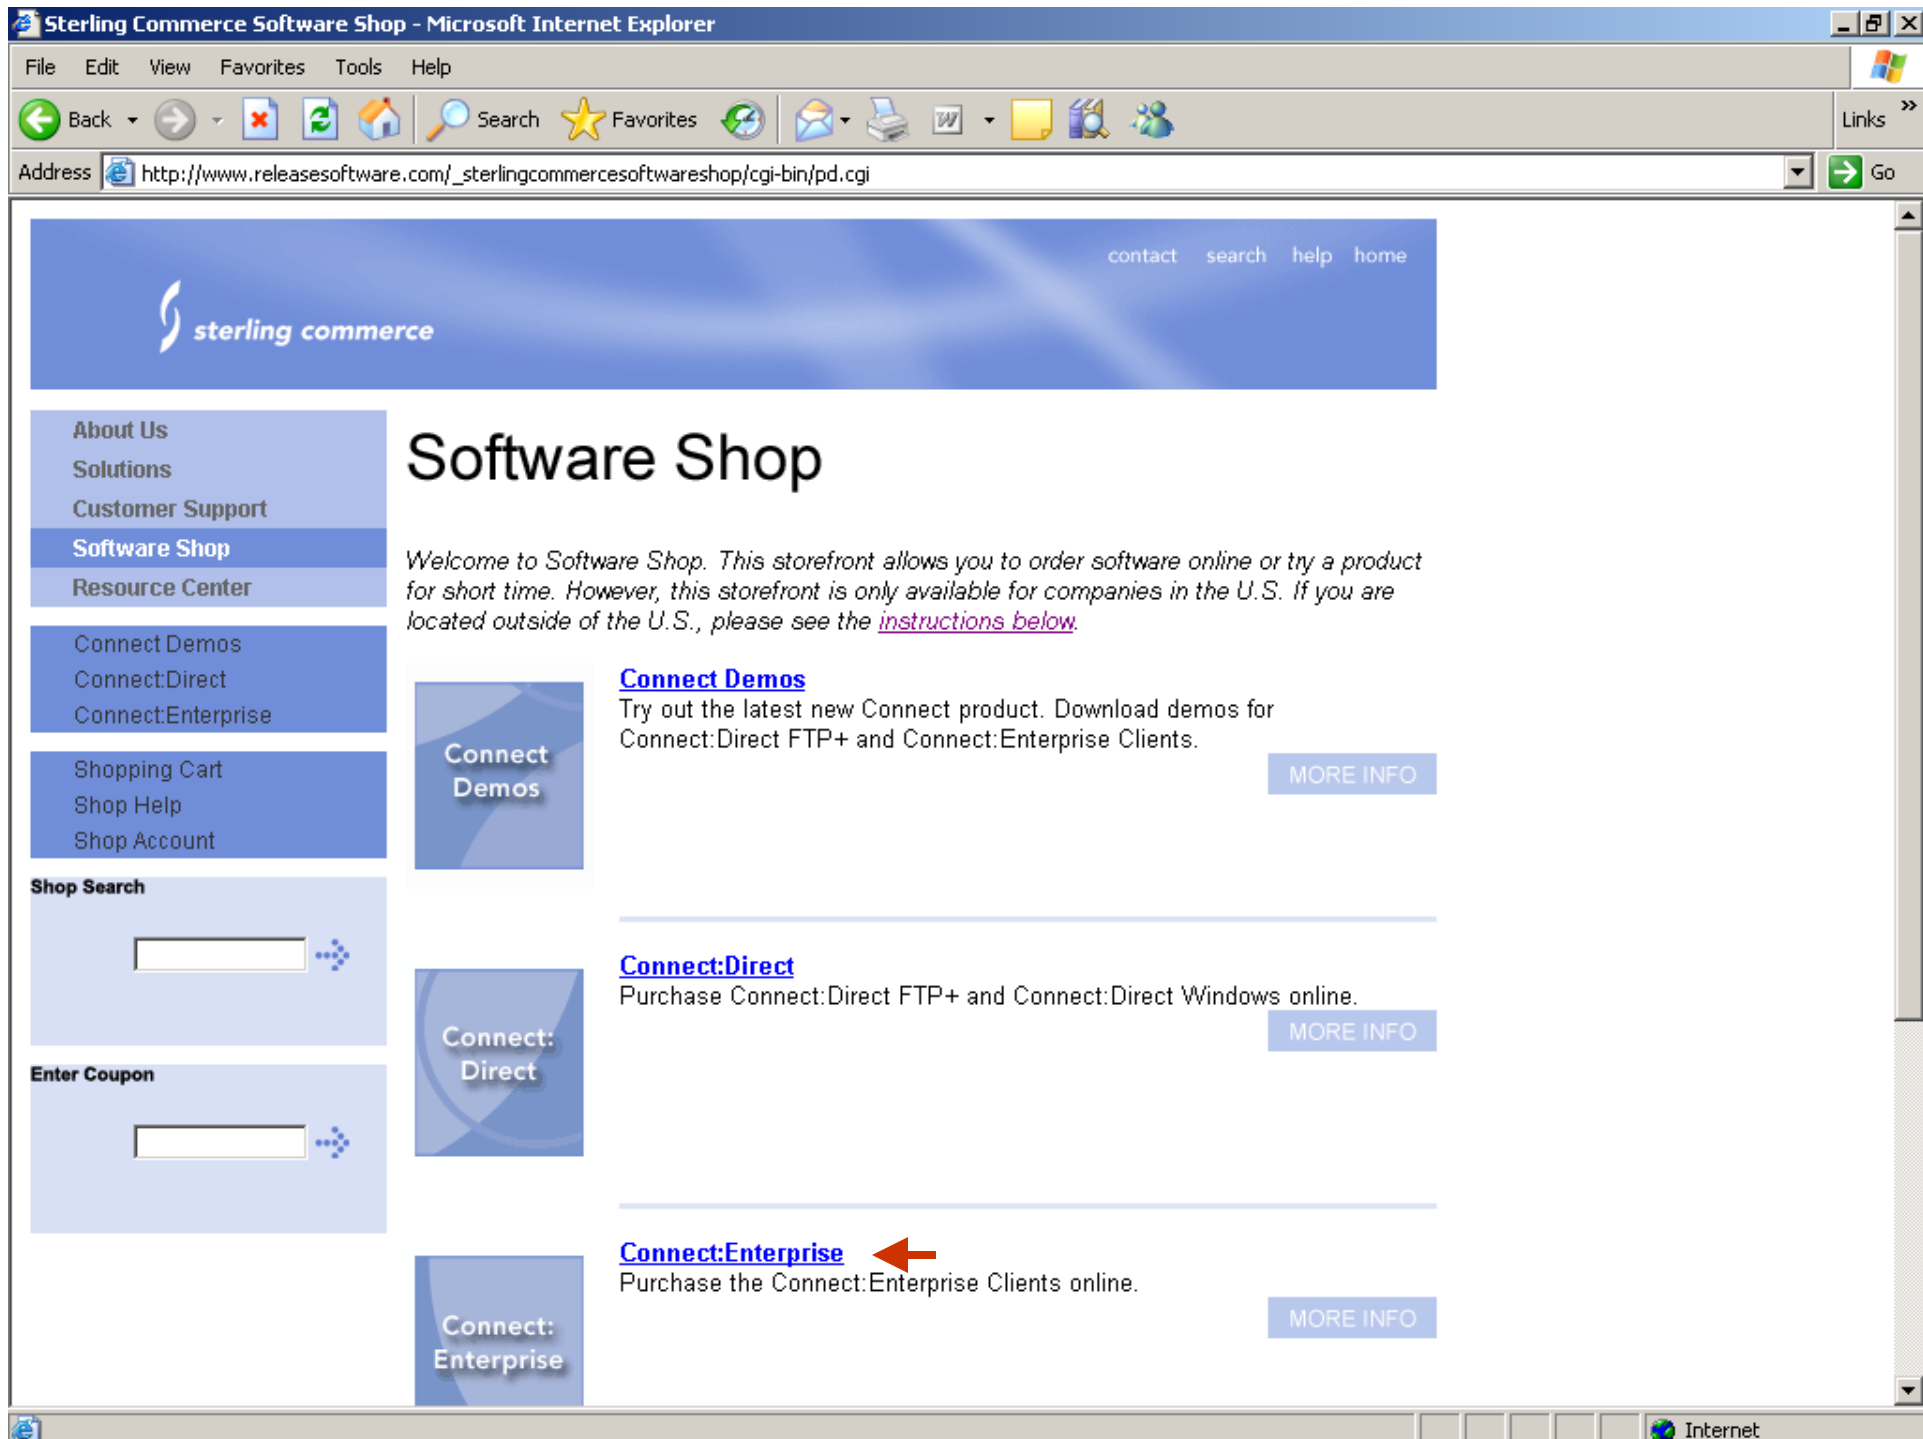 Sterling Commerce Software Shop - Microsoft Internet Explorer
File Edit View Favorites Tools Help
Back Search Favorites W Links »
Address http://www.releasesoftware.com/_sterlingcommercesoftwareshop/cgi-bin/pd.cgi Go
contact search help home
sterling commerce
About Us
Solutions
Customer Support
Software Shop
Resource Center
Connect Demos
Connect:Direct
Connect:Enterprise
Shopping Cart
Shop Help
Shop Account
Shop Search
Enter Coupon
Software Shop
Welcome to Software Shop. This storefront allows you to order software online or try a product
for short time. However, this storefront is only available for companies in the U.S. If you are
located outside of the U.S., please see the instructions below.
Connect
Demos
Connect Demos
Try out the latest new Connect product. Download demos for
Connect:Direct FTP+ and Connect:Enterprise Clients.
MORE INFO
Connect:
Direct
Connect:Direct
Purchase Connect:Direct FTP+ and Connect:Direct Windows online.
MORE INFO
Connect:
Enterprise
Connect:Enterprise
Purchase the Connect:Enterprise Clients online.
MORE INFO
Internet